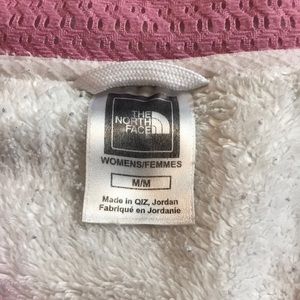 THE
NORTH
FACE
WOMENS/FEMMES
M/M
Made in QIZ, Jordan
Fabriqué en Jordanie